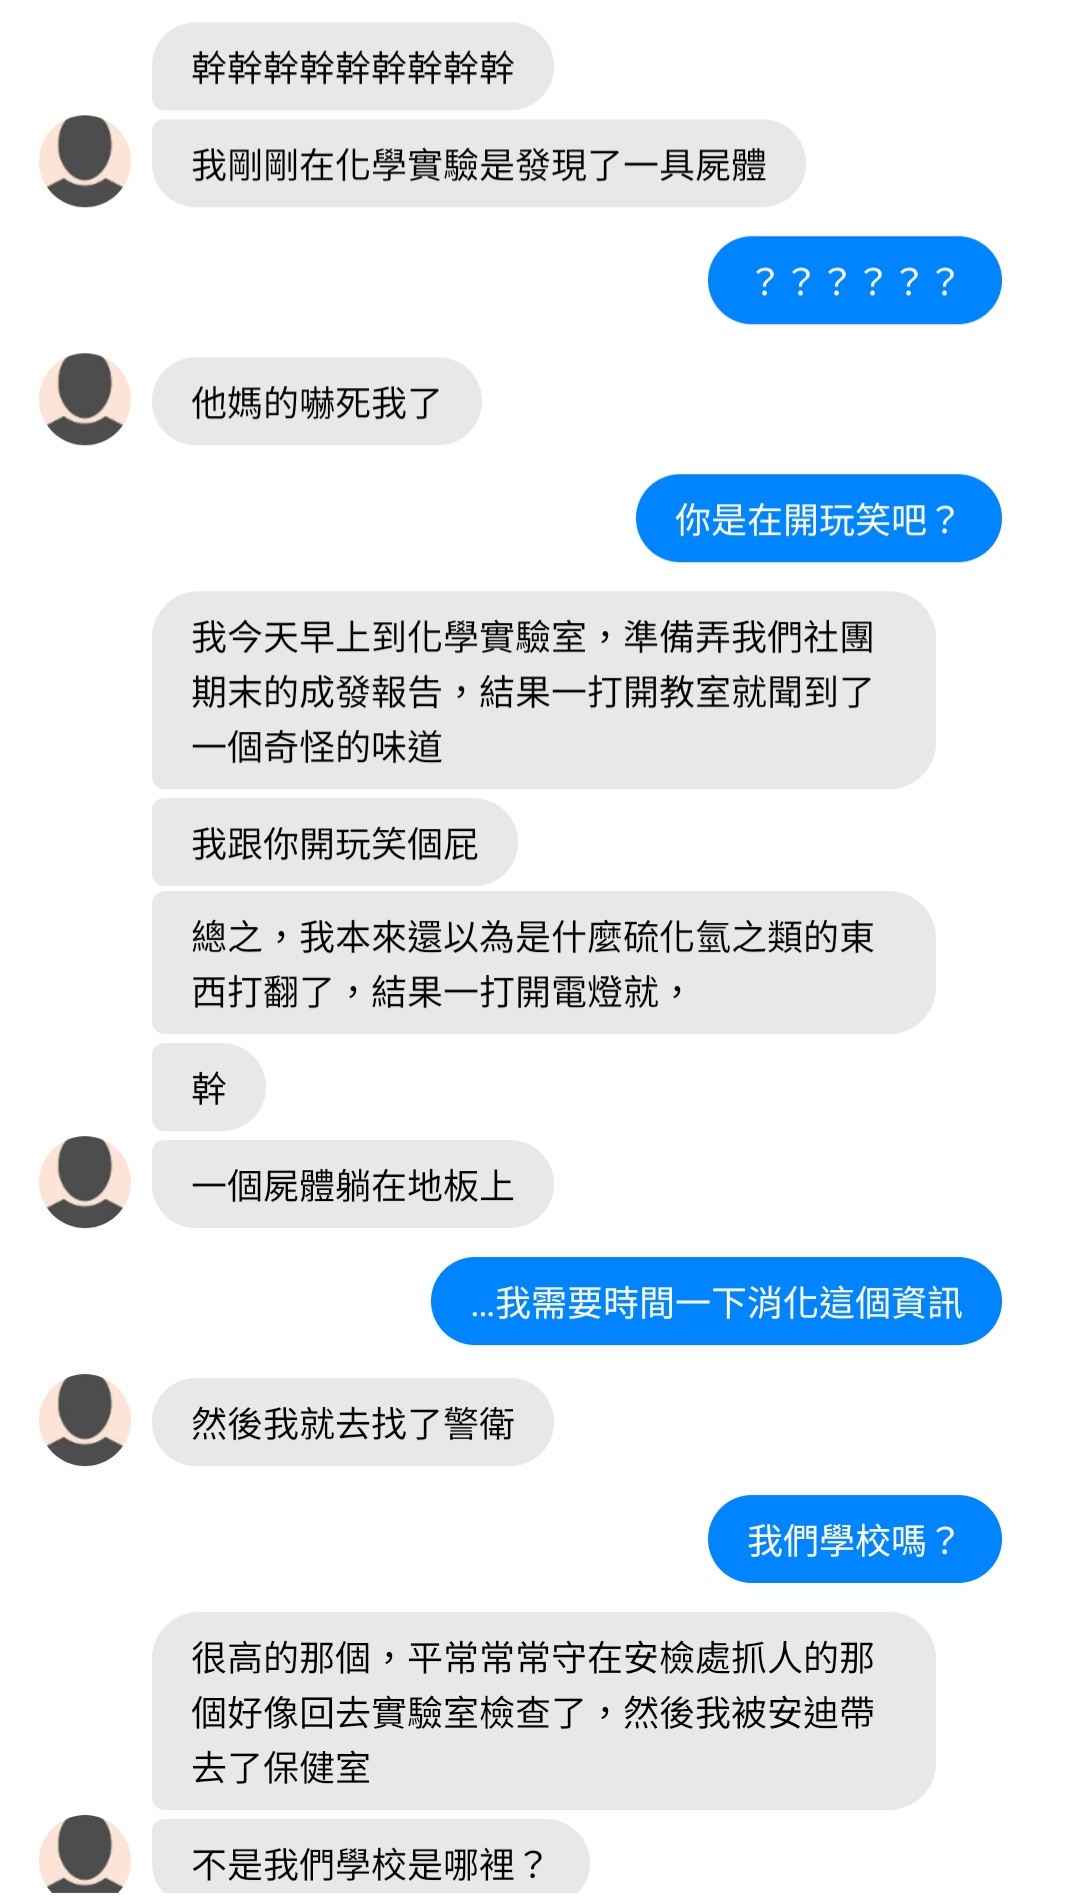 幹幹幹幹幹幹幹幹幹
我剛剛在化學實驗是發現了一具屍體
？？？？？？
他媽的嚇死我了
你是在開玩笑吧？
我今天早上到化學實驗室，準備弄我們社團
期末的成發報告，結果一打開教室就聞到了
一個奇怪的味道
我跟你開玩笑個屁
總之，我本來還以為是什麼硫化氫之類的東
西打翻了，結果一打開電燈就，
幹
一個屍體躺在地板上
...我需要時間一下消化這個資訊
然後我就去找了警衛
我們學校嗎？
很高的那個，平常常常守在安檢處抓人的那
個好像回去實驗室檢查了，然後我被安迪帶
去了保健室
不是我們學校是哪裡？